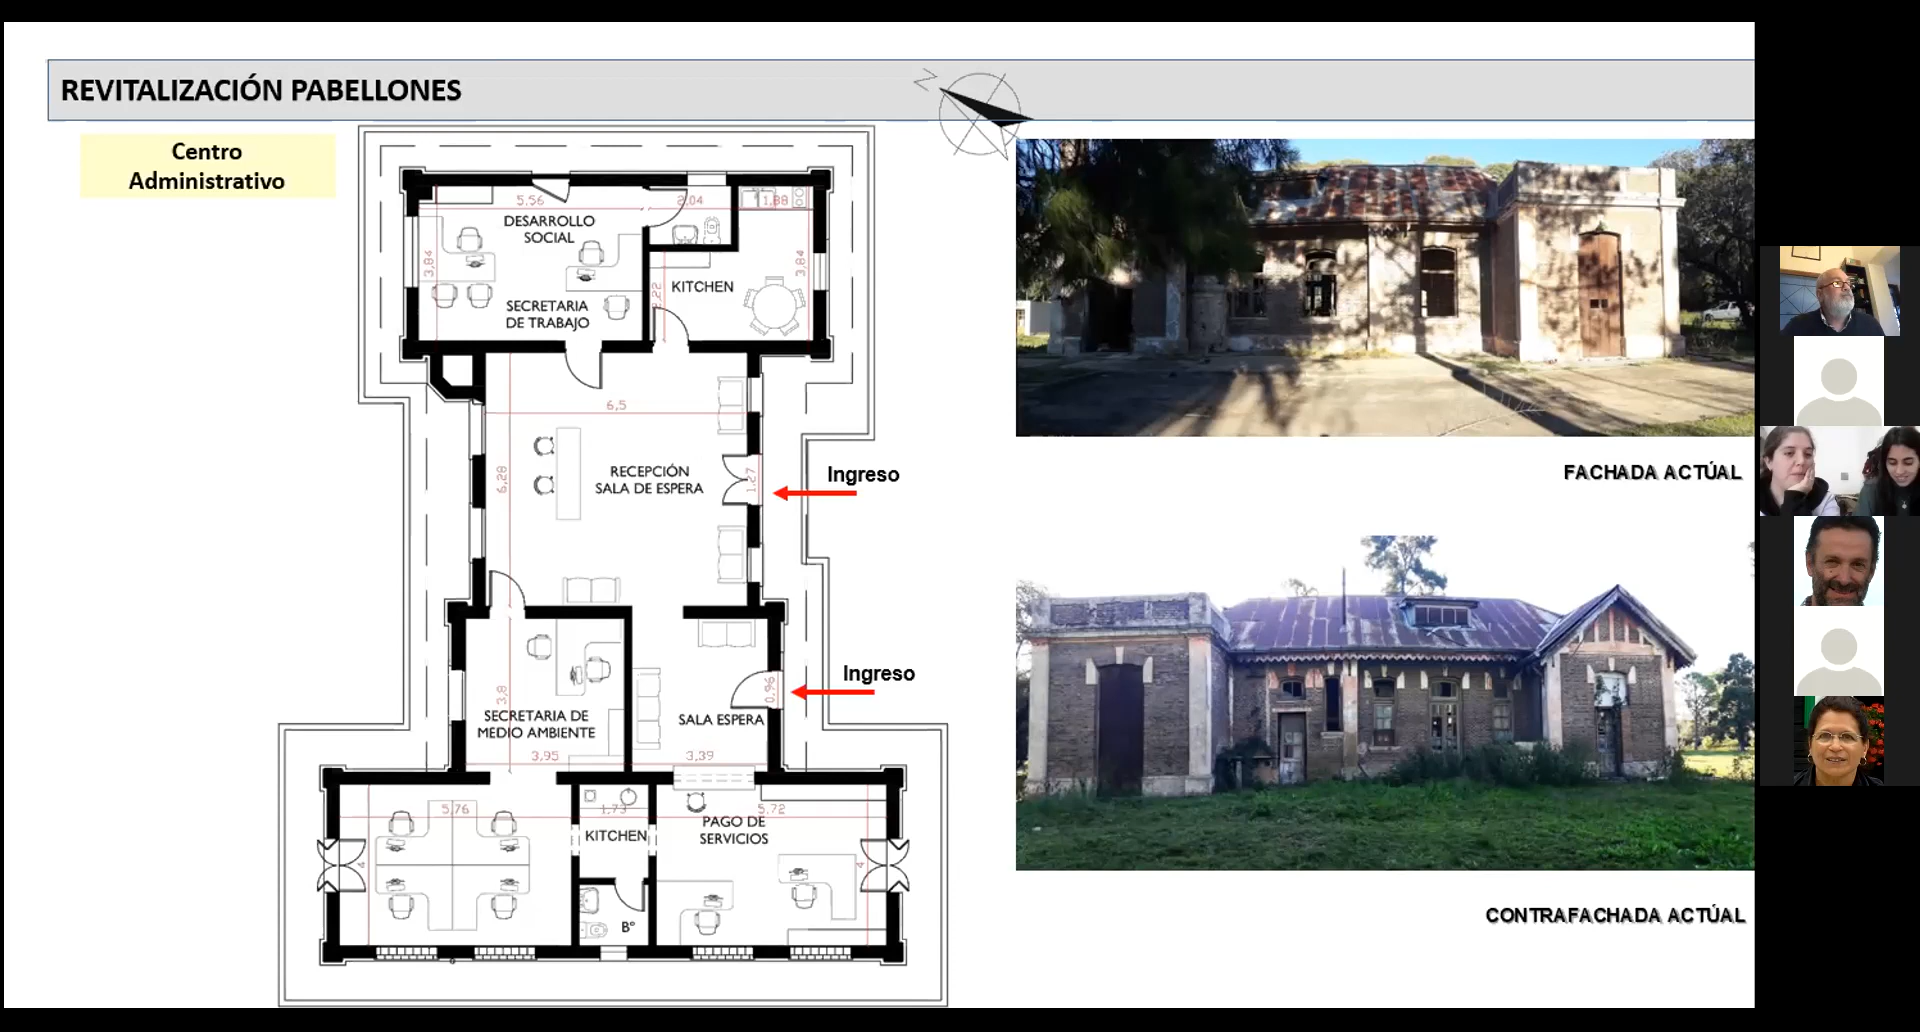 REVITALIZACIÓN PABELLONES
N
Centro
Administrativo
5,56
2,04
1,88
DESARROLLO
SOCIAL
3,84
3,84
KITCHEN
SECRETARIA
DE TRABAJO
6,5
RECEPCIÓN
SALA DE ESPERA
6,28
1,27
Ingreso
Ingreso
0,96
3,8
SECRETARIA DE
MEDIO AMBIENTE
SALA ESPERA
3,95
3,39
5,76
1,73
5,72
PAGO DE
SERVICIOS
KITCHEN
4
4
B°
FACHADA ACTÚAL
CONTRAFACHADA ACTÚAL